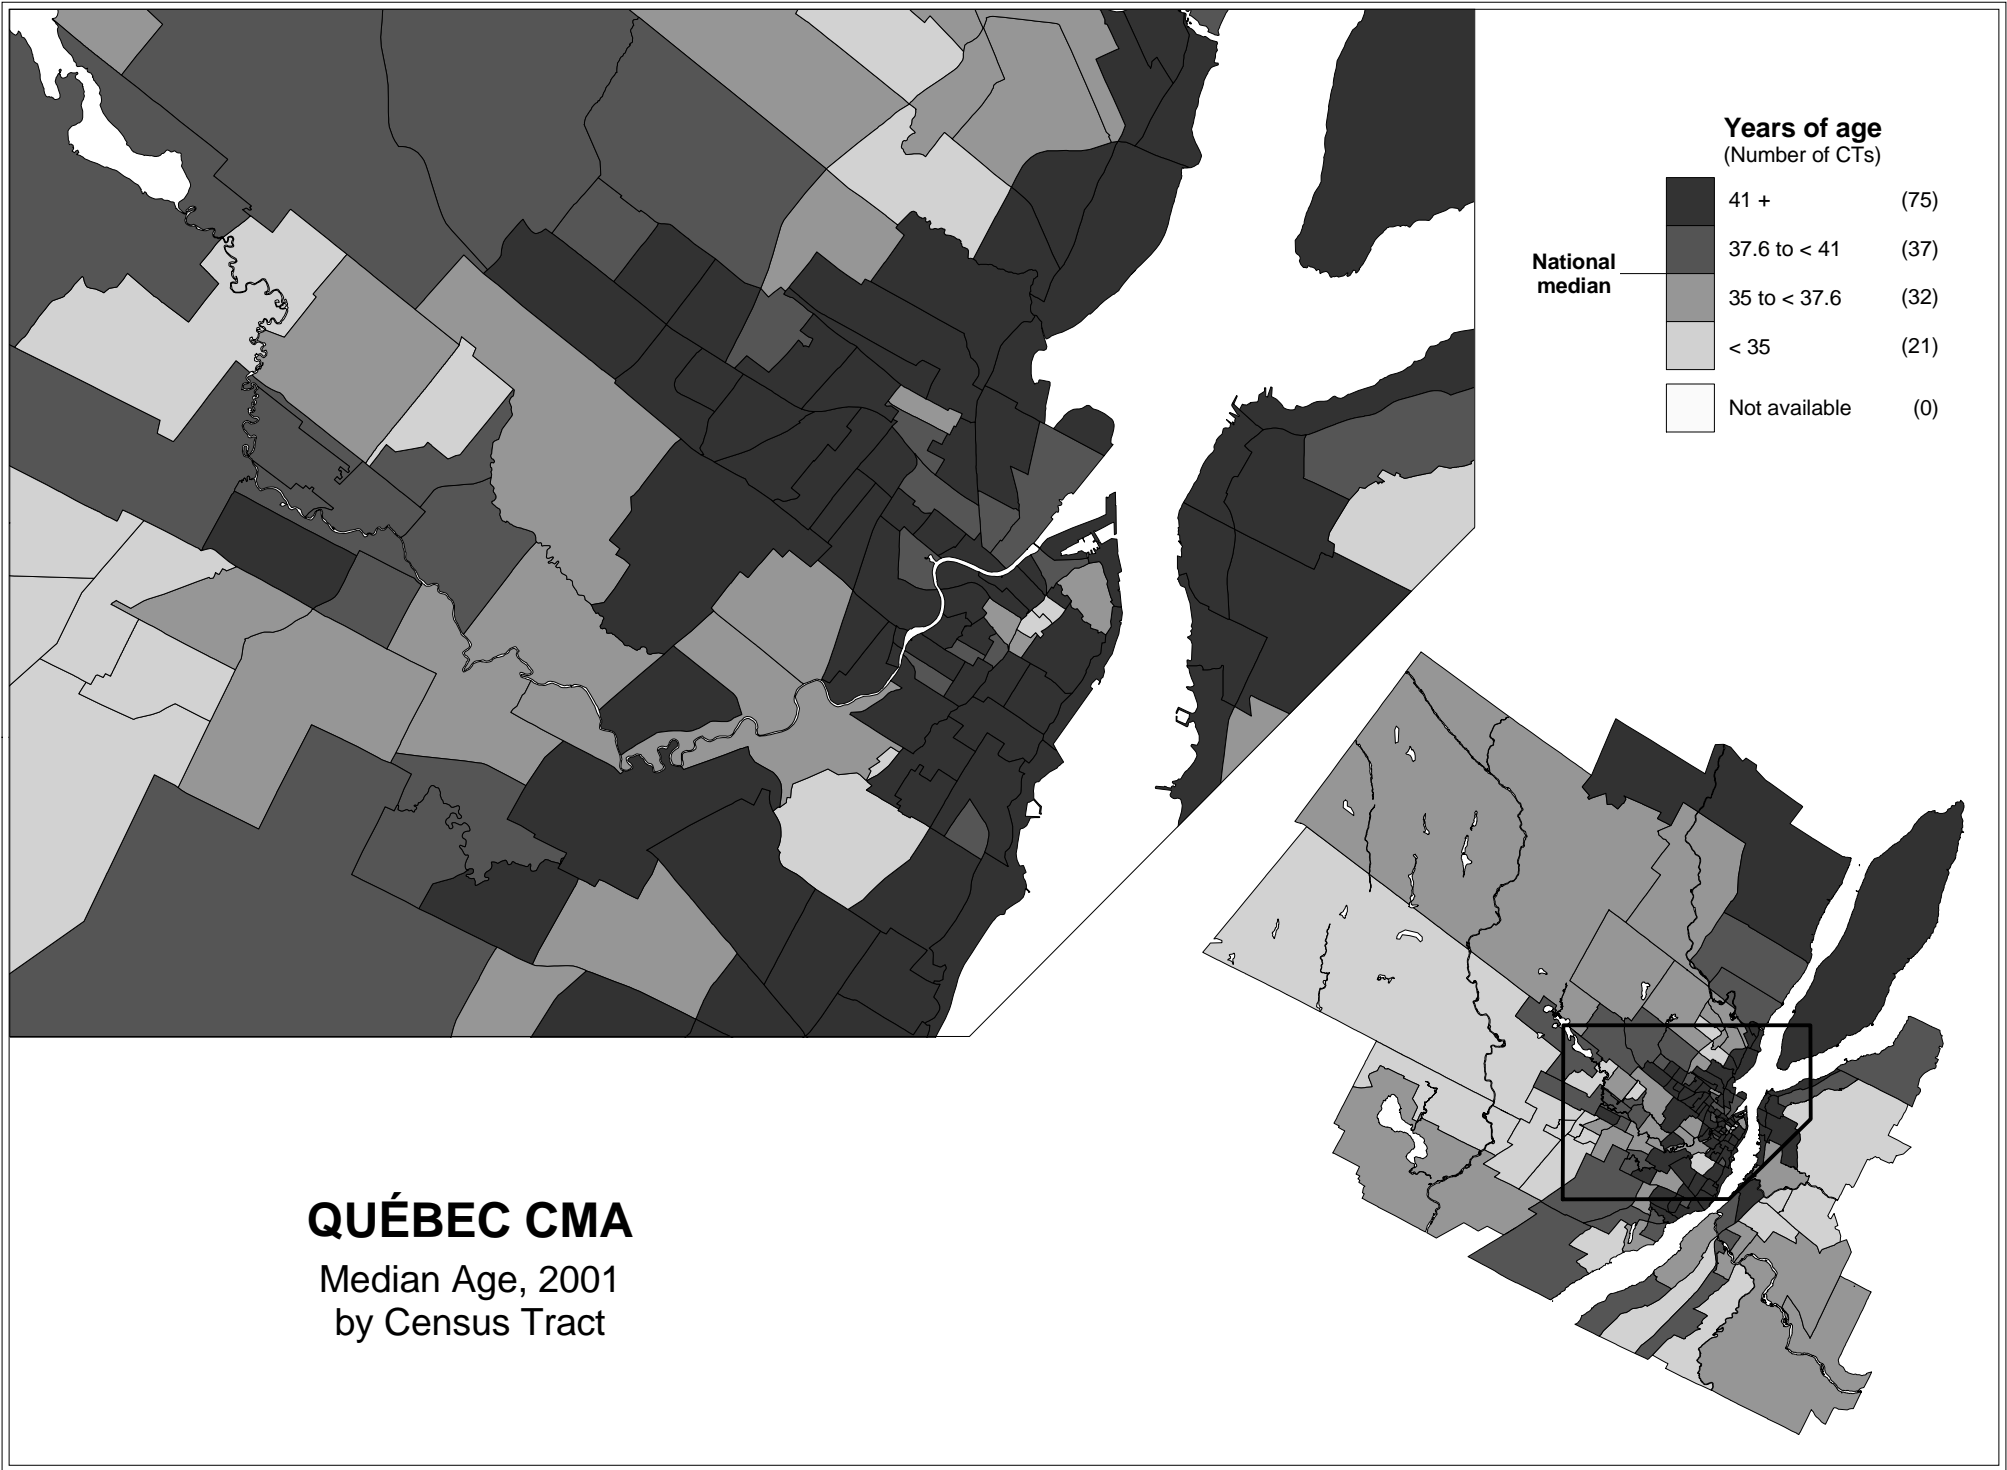 Years of age
(Number of CTs)
41 + (75)
37.6 to < 41 (37)
National
median
35 to < 37.6 (32)
< 35 (21)
Not available (0)
QUÉBEC CMA
Median Age, 2001
by Census Tract